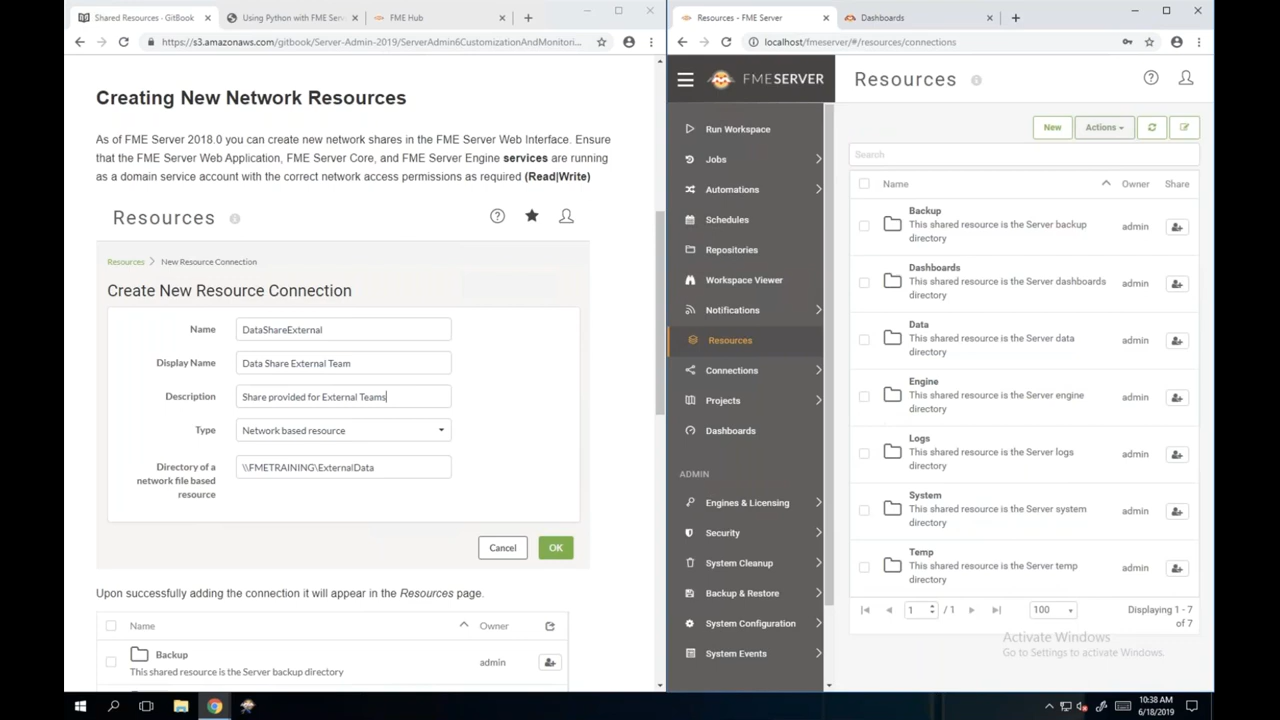 Shared Resources - GitBook
Using Python with FME Serv
FME Hub
https://s3.amazonaws.com/gitbook/Server-Admin-2019/ServerAdmin6CustomizationAndMonitori...
Creating New Network Resources
As of FME Server 2018.0 you can create new network shares in the FME Server Web Interface. Ensure
that the FME Server Web Application, FME Server Core, and FME Server Engine services are running
as a domain service account with the correct network access permissions as required (Read|Write)
Resources
Resources > New Resource Connection
Create New Resource Connection
Name DataShareExternal
Display Name Data Share External Team
Description Share provided for External Teams
Type Network based resource
Directory of a
network file based
resource
\\FMETRAINING\ExternalData
Cancel OK
Upon successfully adding the connection it will appear in the Resources page.
Name Owner
Backup
This shared resource is the Server backup directory
admin
Resources - FME Server
Dashboards
localhost/fmeserver/#/resources/connections
FMESERVER
Run Workspace
Jobs
Automations
Schedules
Repositories
Workspace Viewer
Notifications
Resources
Connections
Projects
Dashboards
ADMIN
Engines & Licensing
Security
System Cleanup
Backup & Restore
System Configuration
System Events
Resources
New Actions
Search
Name Owner Share
Backup
This shared resource is the Server backup
directory
admin
Dashboards
This shared resource is the Server dashboards
directory
admin
Data
This shared resource is the Server data
directory
admin
Engine
This shared resource is the Server engine
directory
admin
Logs
This shared resource is the Server logs
directory
admin
System
This shared resource is the Server system
directory
admin
Temp
This shared resource is the Server temp
directory
admin
1 / 1 100 Displaying 1 - 7
of 7
Activate Windows
Go to Settings to activate Windows.
10:38 AM
6/18/2019